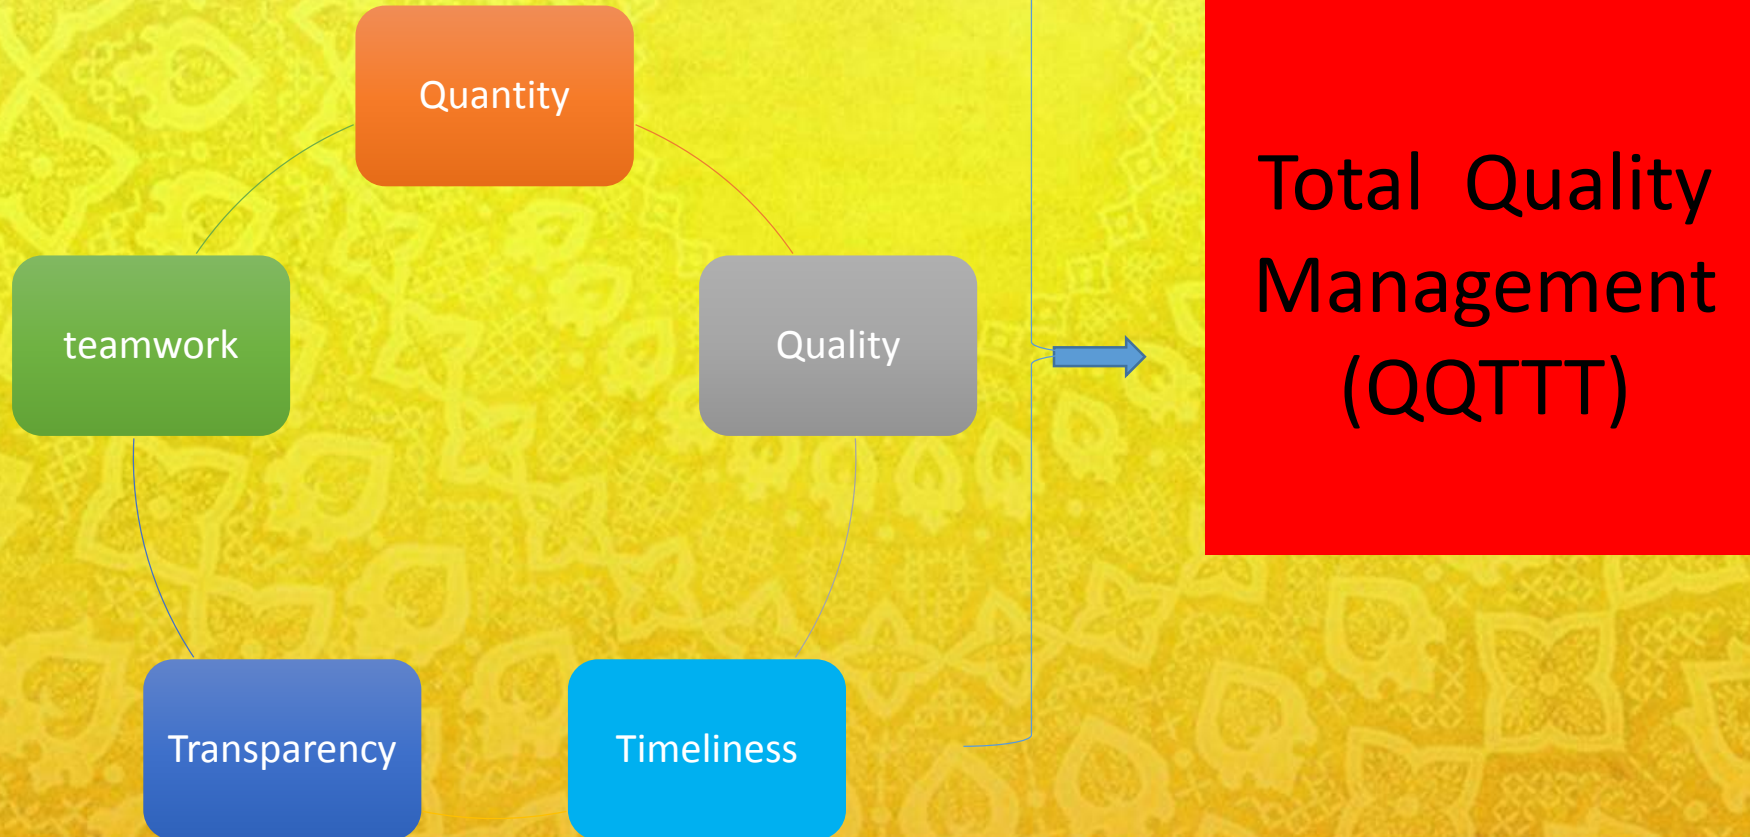 Quantity
teamwork
Quality
Transparency
Timeliness
Total Quality
Management
(QQTTT)